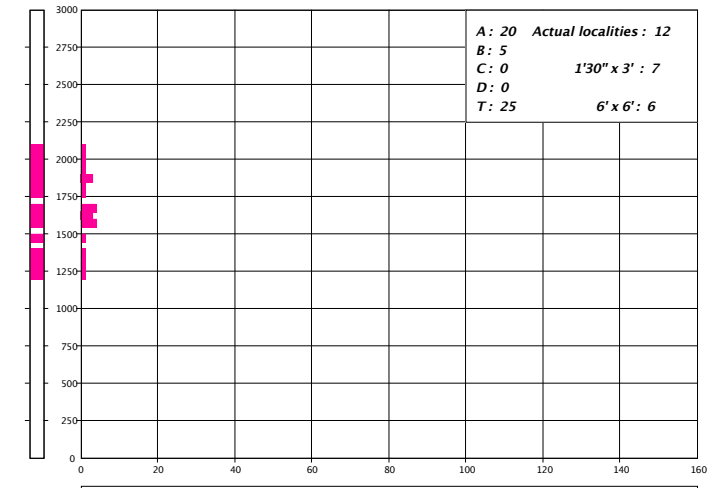 3000
A : 20 Actual localities : 12
B : 5
2750
C : 0 1'30" x 3' : 7
2500
D : 0
T : 25 6' x 6' : 6
2250
2000
1750
1500
1250
1000
750
500
250
0
0 20 40 60 80 100 120 140 160